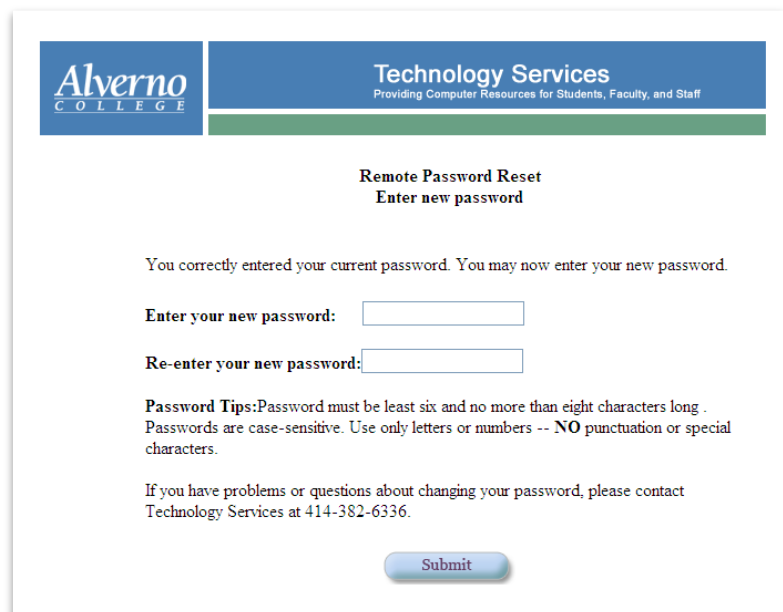 Alverno
COLLEGE
Technology Services
Providing Computer Resources for Students, Faculty, and Staff
Remote Password Reset
Enter new password
You correctly entered your current password. You may now enter your new password.
Enter your new password:
Re-enter your new password:
Password Tips:Password must be least six and no more than eight characters long .
Passwords are case-sensitive. Use only letters or numbers -- NO punctuation or special
characters.
If you have problems or questions about changing your password, please contact
Technology Services at 414-382-6336.
Submit